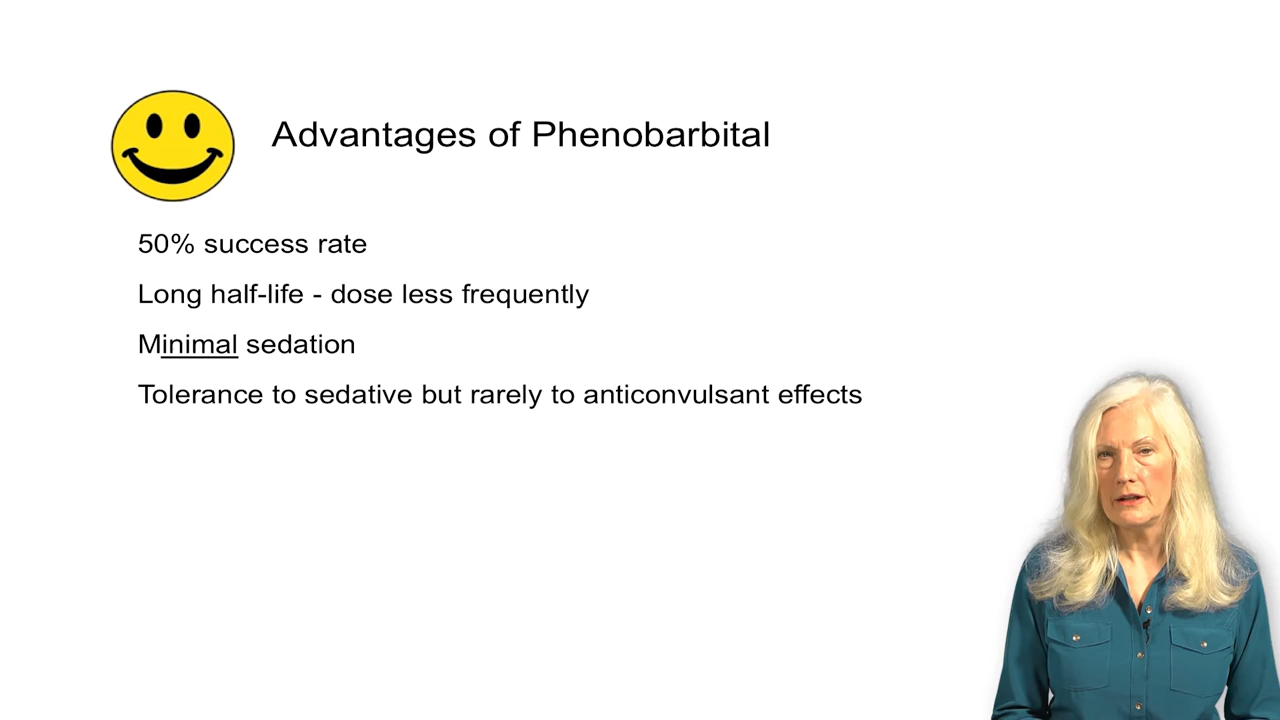 Advantages of Phenobarbital
50% success rate
Long half-life - dose less frequently
Minimal sedation
Tolerance to sedative but rarely to anticonvulsant effects